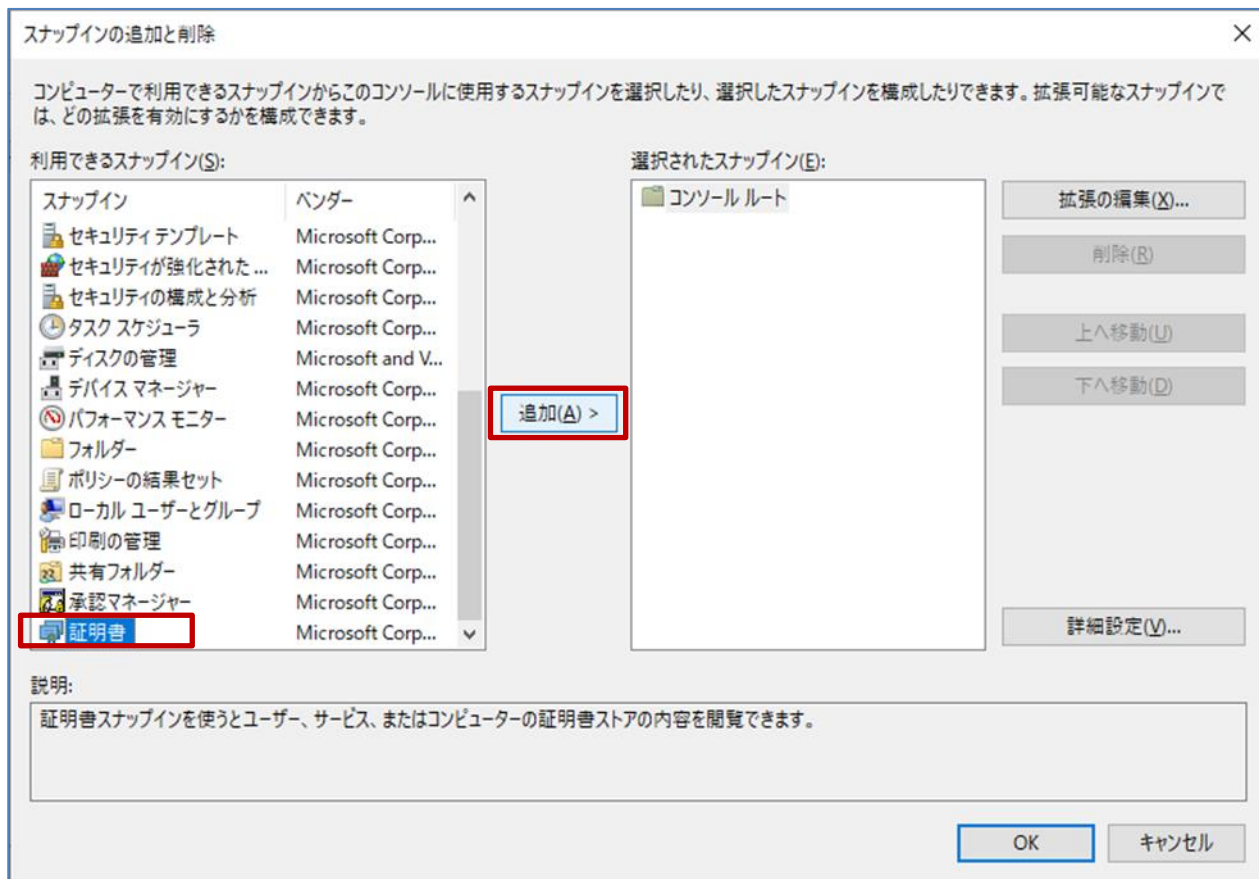 スナップインの追加と削除
コンピューターで利用できるスナップインからこのコンソールに使用するスナップインを選択したり、選択したスナップインを構成したりできます。拡張可能なスナップインで
は、どの拡張を有効にするかを構成できます。
利用できるスナップイン(S):
スナップイン ベンダー
セキュリティ テンプレート Microsoft Corp...
セキュリティが強化された ... Microsoft Corp...
セキュリティの構成と分析 Microsoft Corp...
タスク スケジューラ Microsoft Corp...
ディスクの管理 Microsoft and V...
デバイス マネージャー Microsoft Corp...
パフォーマンス モニター Microsoft Corp...
フォルダー Microsoft Corp...
ポリシーの結果セット Microsoft Corp...
ローカル ユーザーとグループ Microsoft Corp...
印刷の管理 Microsoft Corp...
共有フォルダー Microsoft Corp...
承認マネージャー Microsoft Corp...
証明書 Microsoft Corp...
追加(A) >
選択されたスナップイン(E):
コンソール ルート
拡張の編集(X)...
削除(R)
上へ移動(U)
下へ移動(D)
詳細設定(V)...
説明:
証明書スナップインを使うとユーザー、サービス、またはコンピューターの証明書ストアの内容を閲覧できます。
OK キャンセル